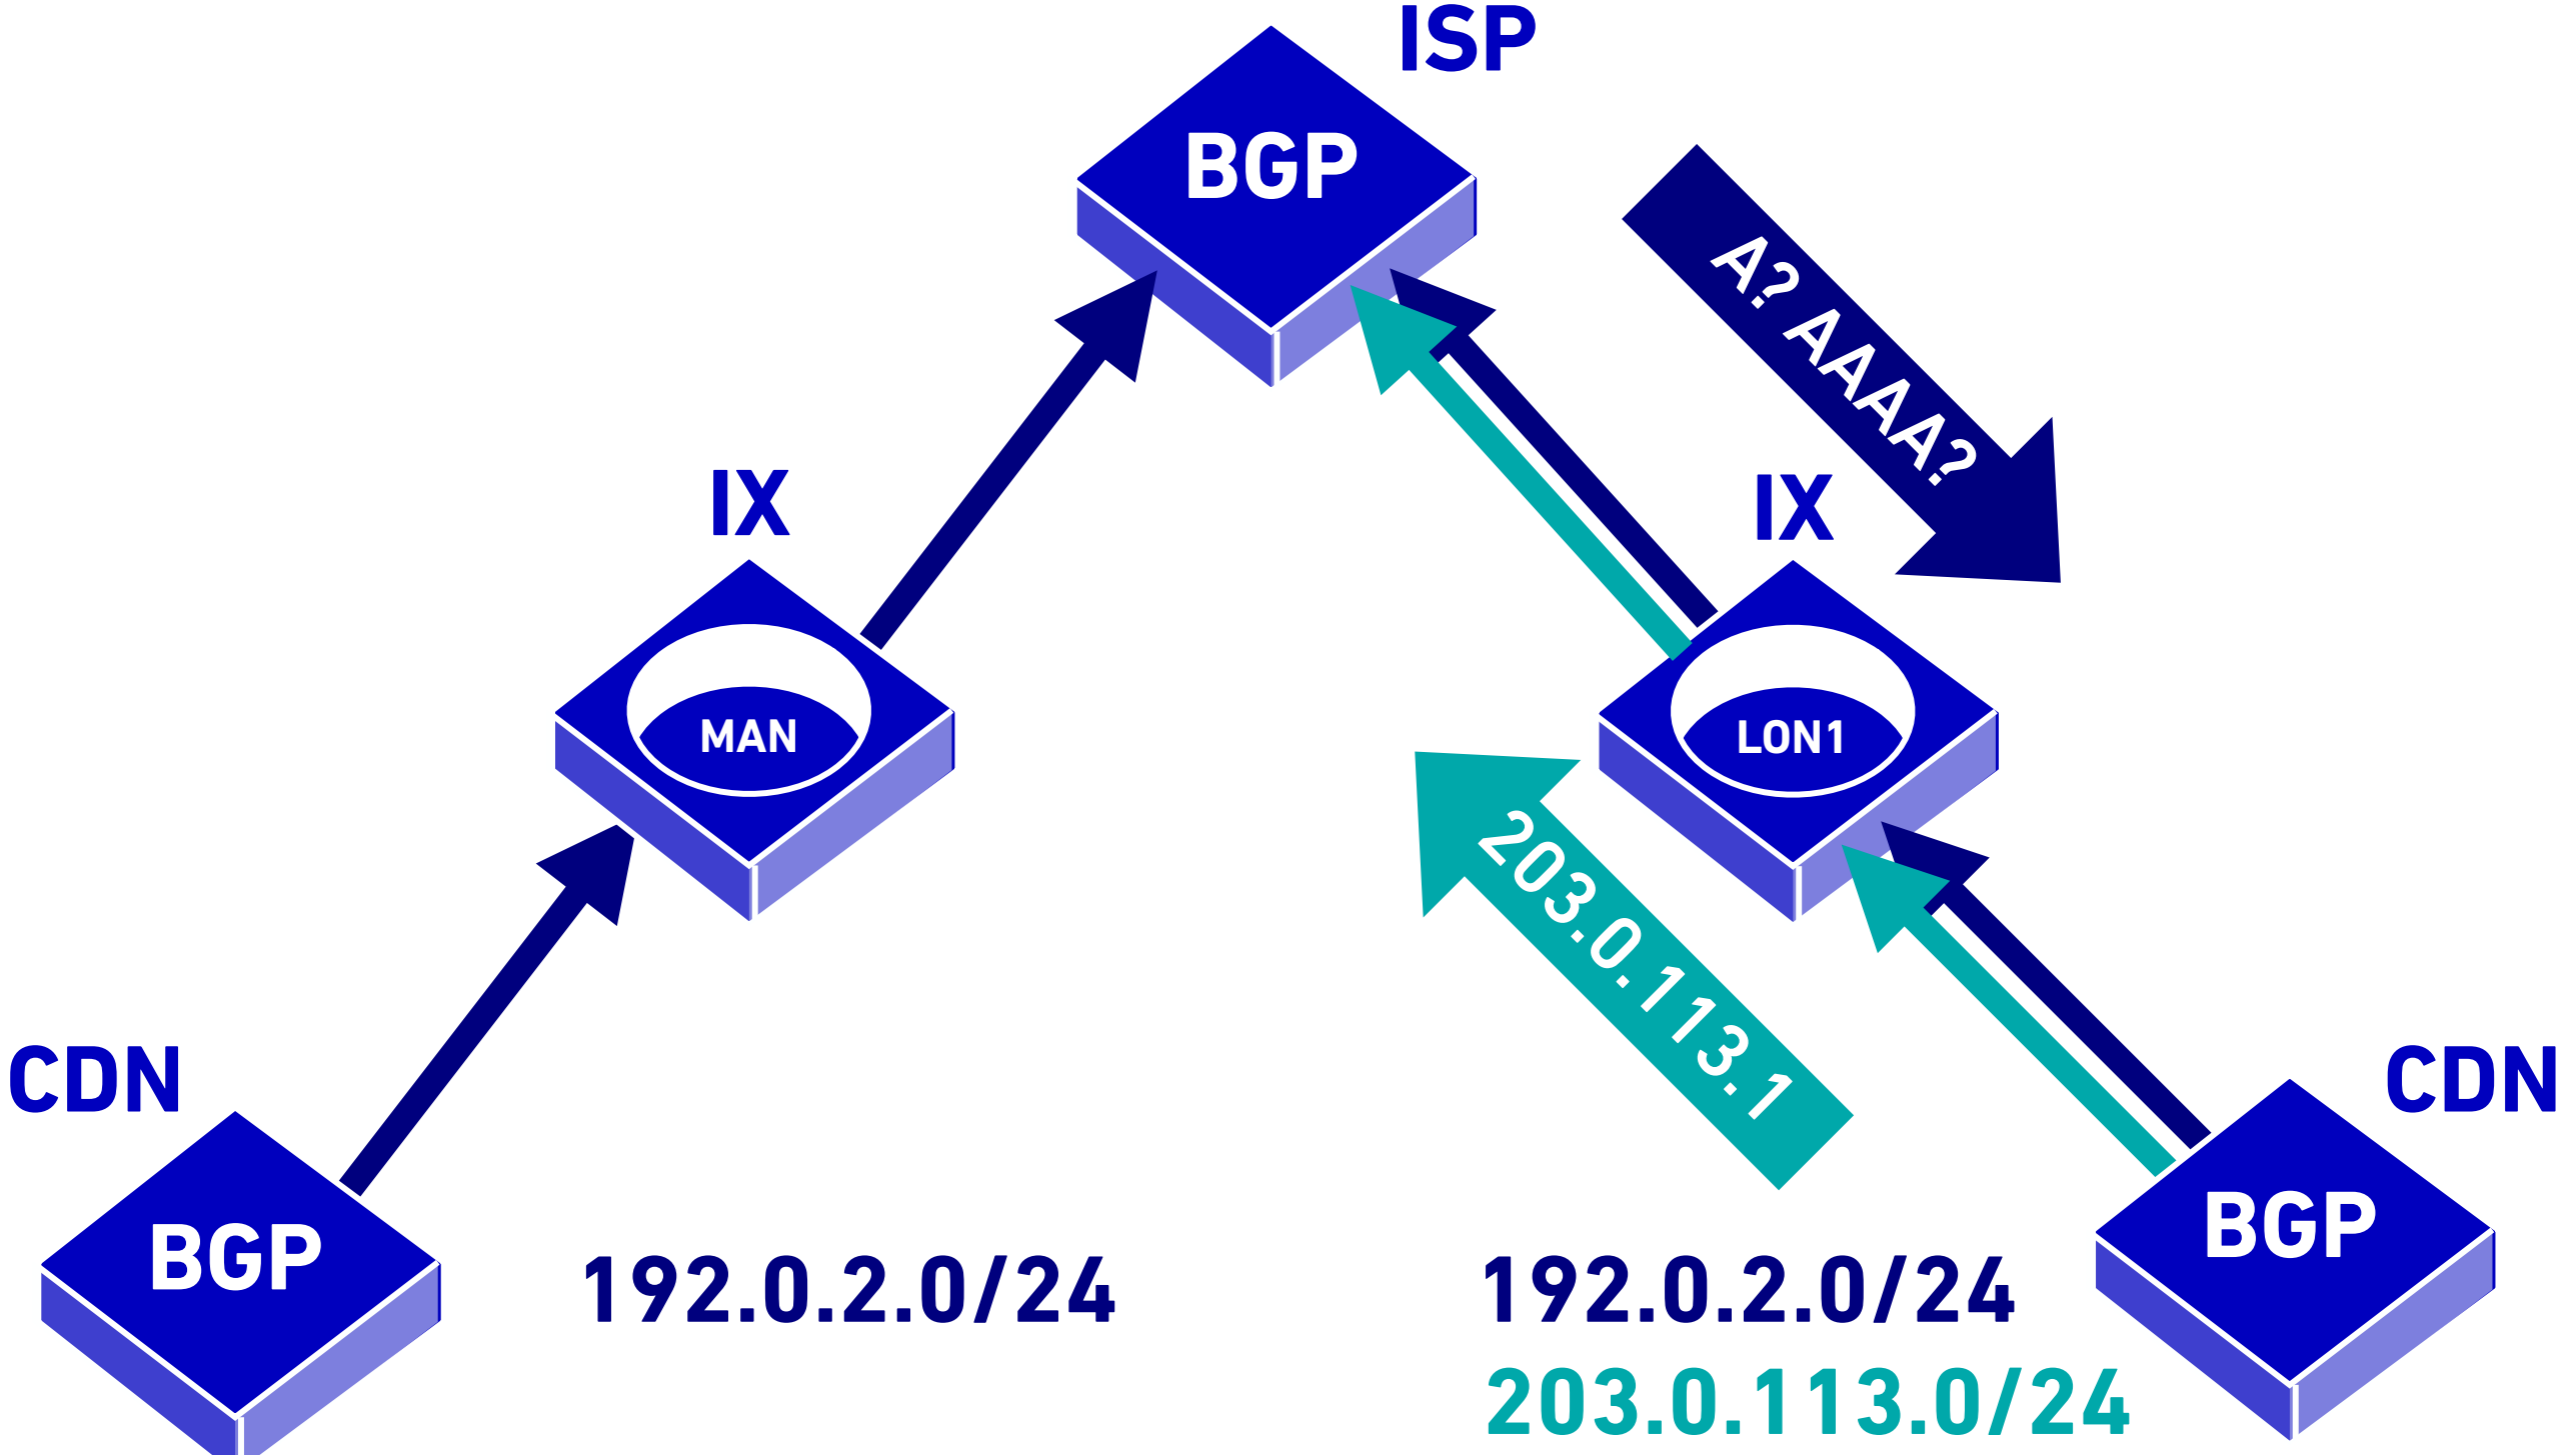 ISP
BGP
A? AAAA?
IX
IX
MAN
LON1
203.0.113.1
CDN
CDN
BGP
BGP
192.0.2.0/24
192.0.2.0/24
203.0.113.0/24